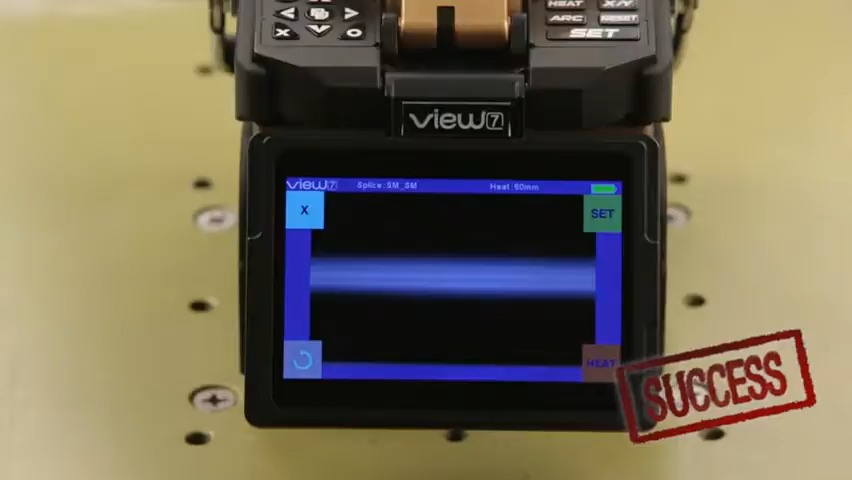 HEAT X/Y
ARC RESET
X O SET
view7
view7 Splice:SM_SM Heat:60mm
X SET
HEAT
SUCCESS